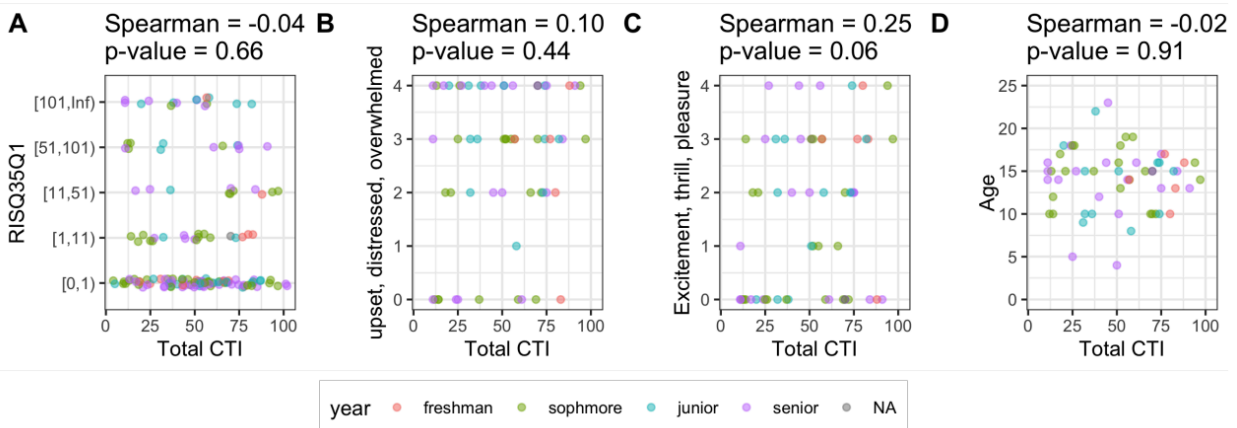 A
Spearman = -0.04
p-value = 0.66
RISQ35Q1
[101,Inf)
[51,101)
[11,51)
[1,11)
[0,1)
0 25 50 75 100
Total CTI
B
Spearman = 0.10
p-value = 0.44
upset, distressed, overwhelmed
4
3
2
1
0
0 25 50 75 100
Total CTI
C
Spearman = 0.25
p-value = 0.06
Excitement, thrill, pleasure
4
3
2
1
0
0 25 50 75 100
Total CTI
D
Spearman = -0.02
p-value = 0.91
Age
25
20
15
10
5
0
0 25 50 75 100
Total CTI
year freshman sophmore junior senior NA